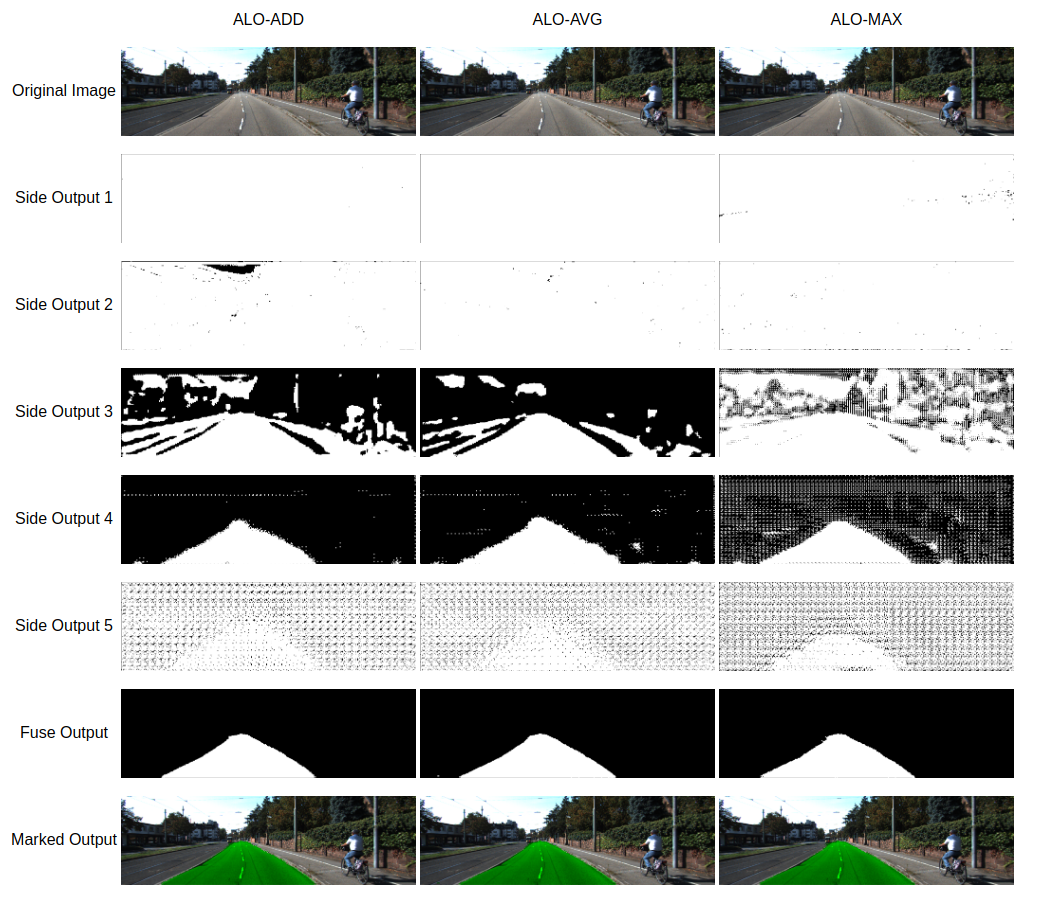 ALO-ADD ALO-AVG ALO-MAX
Original Image
Side Output 1
Side Output 2
Side Output 3
Side Output 4
Side Output 5
Fuse Output
Marked Output